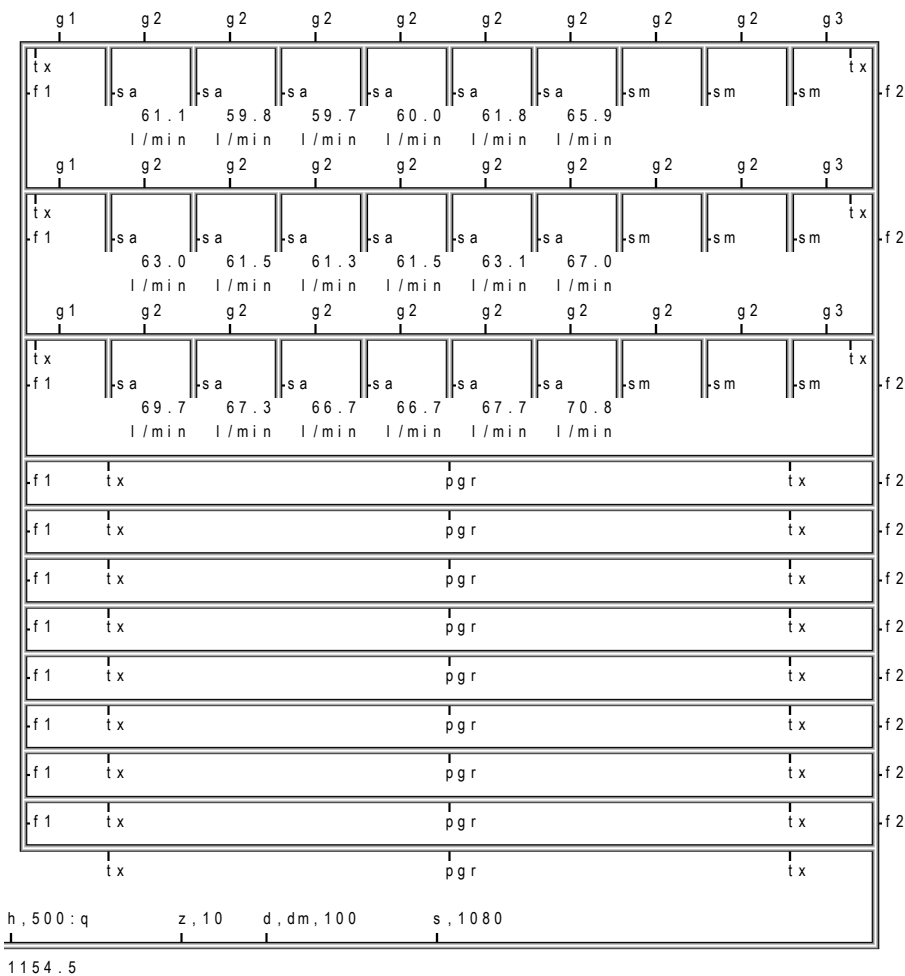 g1 g2 g2 g2 g2 g2 g2 g2 g2 g3
tx tx
f1 sa sa sa sa sa sa sm sm sm f2
61.1 59.8 59.7 60.0 61.8 65.9
l/min l/min l/min l/min l/min l/min
g1 g2 g2 g2 g2 g2 g2 g2 g2 g3
tx tx
f1 sa sa sa sa sa sa sm sm sm f2
63.0 61.5 61.3 61.5 63.1 67.0
l/min l/min l/min l/min l/min l/min
g1 g2 g2 g2 g2 g2 g2 g2 g2 g3
tx tx
f1 sa sa sa sa sa sa sm sm sm f2
69.7 67.3 66.7 66.7 67.7 70.8
l/min l/min l/min l/min l/min l/min
f1 tx pgr tx f2
f1 tx pgr tx f2
f1 tx pgr tx f2
f1 tx pgr tx f2
f1 tx pgr tx f2
f1 tx pgr tx f2
f1 tx pgr tx f2
f1 tx pgr tx f2
tx pgr tx
h,500:q z,10 d,dm,100 s,1080
1154.5